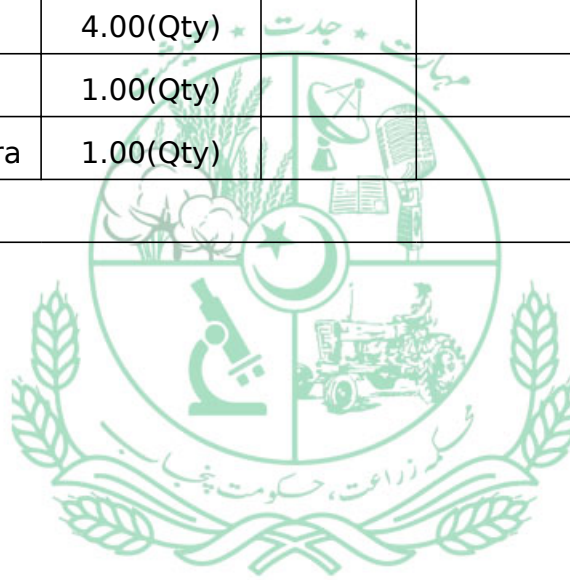 4.00(Qty)
1.00(Qty)
ra 1.00(Qty)
مہارت ٭ جدت ٭
محکمہ زراعت، حکومت پنجاب